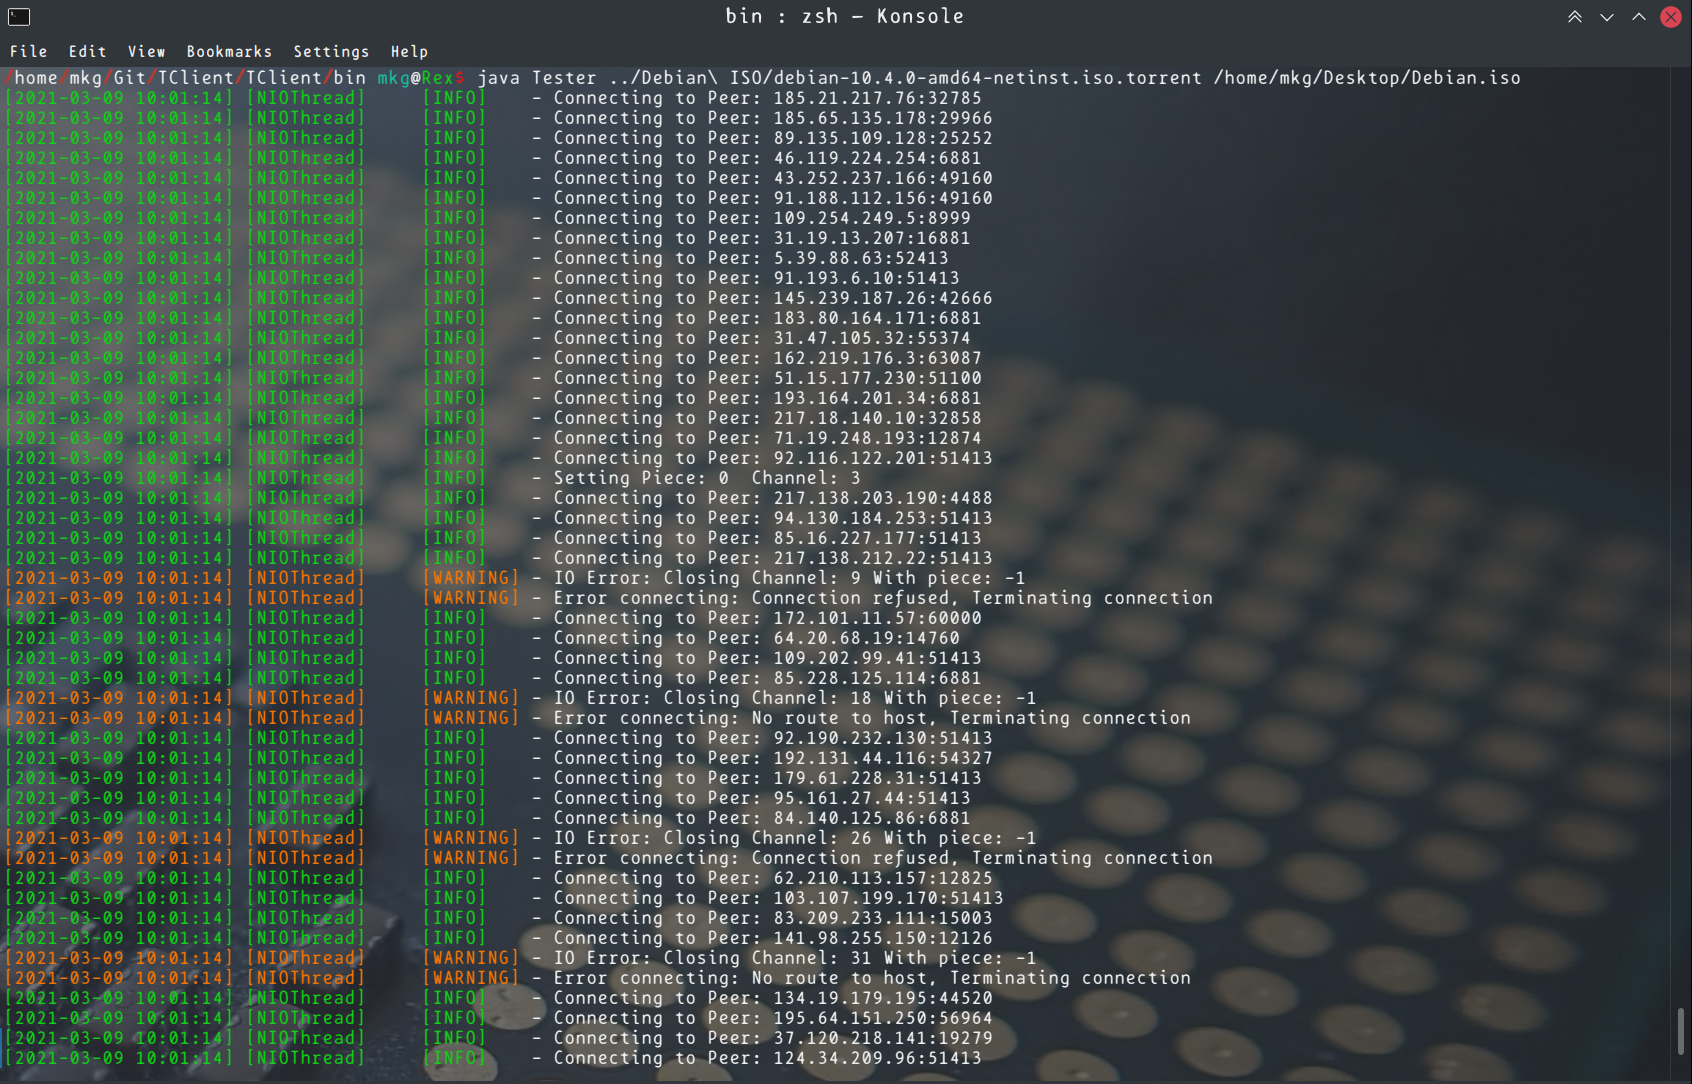 bin : zsh — Konsole
File Edit View Bookmarks Settings Help
/home/mkg/Git/TClient/TClient/bin mkg@Rex$ java Tester ../Debian\ ISO/debian-10.4.0-amd64-netinst.iso.torrent /home/mkg/Desktop/Debian.iso
[2021-03-09 10:01:14] [NIOThread] [INFO] - Connecting to Peer: 185.21.217.76:32785
[2021-03-09 10:01:14] [NIOThread] [INFO] - Connecting to Peer: 185.65.135.178:29966
[2021-03-09 10:01:14] [NIOThread] [INFO] - Connecting to Peer: 89.135.109.128:25252
[2021-03-09 10:01:14] [NIOThread] [INFO] - Connecting to Peer: 46.119.224.254:6881
[2021-03-09 10:01:14] [NIOThread] [INFO] - Connecting to Peer: 43.252.237.166:49160
[2021-03-09 10:01:14] [NIOThread] [INFO] - Connecting to Peer: 91.188.112.156:49160
[2021-03-09 10:01:14] [NIOThread] [INFO] - Connecting to Peer: 109.254.249.5:8999
[2021-03-09 10:01:14] [NIOThread] [INFO] - Connecting to Peer: 31.19.13.207:16881
[2021-03-09 10:01:14] [NIOThread] [INFO] - Connecting to Peer: 5.39.88.63:52413
[2021-03-09 10:01:14] [NIOThread] [INFO] - Connecting to Peer: 91.193.6.10:51413
[2021-03-09 10:01:14] [NIOThread] [INFO] - Connecting to Peer: 145.239.187.26:42666
[2021-03-09 10:01:14] [NIOThread] [INFO] - Connecting to Peer: 183.80.164.171:6881
[2021-03-09 10:01:14] [NIOThread] [INFO] - Connecting to Peer: 31.47.105.32:55374
[2021-03-09 10:01:14] [NIOThread] [INFO] - Connecting to Peer: 162.219.176.3:63087
[2021-03-09 10:01:14] [NIOThread] [INFO] - Connecting to Peer: 51.15.177.230:51100
[2021-03-09 10:01:14] [NIOThread] [INFO] - Connecting to Peer: 193.164.201.34:6881
[2021-03-09 10:01:14] [NIOThread] [INFO] - Connecting to Peer: 217.18.140.10:32858
[2021-03-09 10:01:14] [NIOThread] [INFO] - Connecting to Peer: 71.19.248.193:12874
[2021-03-09 10:01:14] [NIOThread] [INFO] - Connecting to Peer: 92.116.122.201:51413
[2021-03-09 10:01:14] [NIOThread] [INFO] - Setting Piece: 0 Channel: 3
[2021-03-09 10:01:14] [NIOThread] [INFO] - Connecting to Peer: 217.138.203.190:4488
[2021-03-09 10:01:14] [NIOThread] [INFO] - Connecting to Peer: 94.130.184.253:51413
[2021-03-09 10:01:14] [NIOThread] [INFO] - Connecting to Peer: 85.16.227.177:51413
[2021-03-09 10:01:14] [NIOThread] [INFO] - Connecting to Peer: 217.138.212.22:51413
[2021-03-09 10:01:14] [NIOThread] [WARNING] - IO Error: Closing Channel: 9 With piece: -1
[2021-03-09 10:01:14] [NIOThread] [WARNING] - Error connecting: Connection refused, Terminating connection
[2021-03-09 10:01:14] [NIOThread] [INFO] - Connecting to Peer: 172.101.11.57:60000
[2021-03-09 10:01:14] [NIOThread] [INFO] - Connecting to Peer: 64.20.68.19:14760
[2021-03-09 10:01:14] [NIOThread] [INFO] - Connecting to Peer: 109.202.99.41:51413
[2021-03-09 10:01:14] [NIOThread] [INFO] - Connecting to Peer: 85.228.125.114:6881
[2021-03-09 10:01:14] [NIOThread] [WARNING] - IO Error: Closing Channel: 18 With piece: -1
[2021-03-09 10:01:14] [NIOThread] [WARNING] - Error connecting: No route to host, Terminating connection
[2021-03-09 10:01:14] [NIOThread] [INFO] - Connecting to Peer: 92.190.232.130:51413
[2021-03-09 10:01:14] [NIOThread] [INFO] - Connecting to Peer: 192.131.44.116:54327
[2021-03-09 10:01:14] [NIOThread] [INFO] - Connecting to Peer: 179.61.228.31:51413
[2021-03-09 10:01:14] [NIOThread] [INFO] - Connecting to Peer: 95.161.27.44:51413
[2021-03-09 10:01:14] [NIOThread] [INFO] - Connecting to Peer: 84.140.125.86:6881
[2021-03-09 10:01:14] [NIOThread] [WARNING] - IO Error: Closing Channel: 26 With piece: -1
[2021-03-09 10:01:14] [NIOThread] [WARNING] - Error connecting: Connection refused, Terminating connection
[2021-03-09 10:01:14] [NIOThread] [INFO] - Connecting to Peer: 62.210.113.157:12825
[2021-03-09 10:01:14] [NIOThread] [INFO] - Connecting to Peer: 103.107.199.170:51413
[2021-03-09 10:01:14] [NIOThread] [INFO] - Connecting to Peer: 83.209.233.111:15003
[2021-03-09 10:01:14] [NIOThread] [INFO] - Connecting to Peer: 141.98.255.150:12126
[2021-03-09 10:01:14] [NIOThread] [WARNING] - IO Error: Closing Channel: 31 With piece: -1
[2021-03-09 10:01:14] [NIOThread] [WARNING] - Error connecting: No route to host, Terminating connection
[2021-03-09 10:01:14] [NIOThread] [INFO] - Connecting to Peer: 134.19.179.195:44520
[2021-03-09 10:01:14] [NIOThread] [INFO] - Connecting to Peer: 195.64.151.250:56964
[2021-03-09 10:01:14] [NIOThread] [INFO] - Connecting to Peer: 37.120.218.141:19279
[2021-03-09 10:01:14] [NIOThread] [INFO] - Connecting to Peer: 124.34.209.96:51413